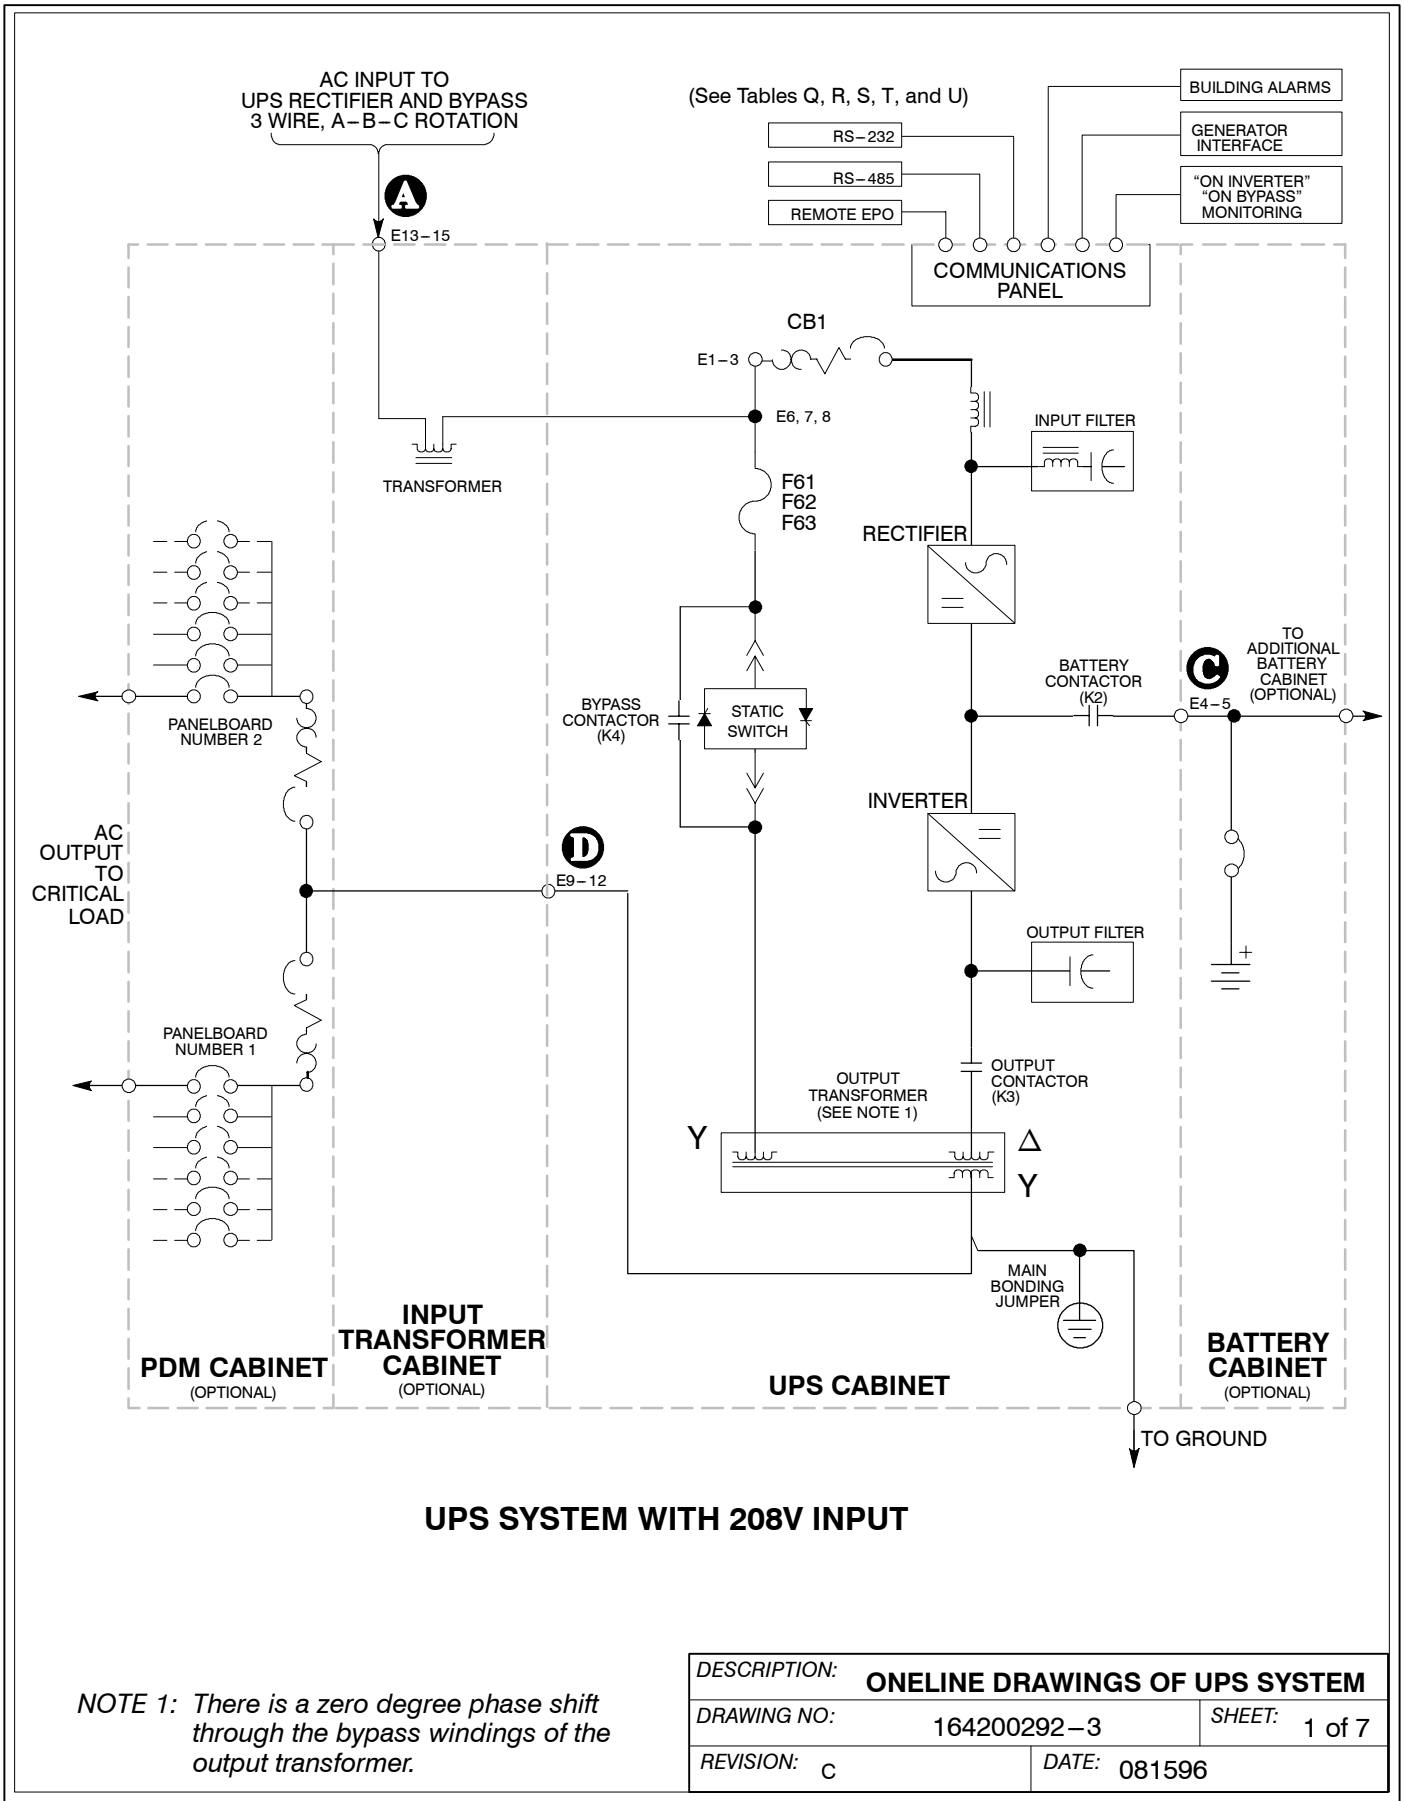 AC INPUT TO
UPS RECTIFIER AND BYPASS
3 WIRE, A–B–C ROTATION
A
E13–15
(See Tables Q, R, S, T, and U)
RS–232
RS–485
REMOTE EPO
BUILDING ALARMS
GENERATOR
INTERFACE
“ON INVERTER”
“ON BYPASS”
MONITORING
COMMUNICATIONS
PANEL
CB1
E1–3
E6, 7, 8
TRANSFORMER
INPUT FILTER
F61
F62
F63
RECTIFIER
PANELBOARD
NUMBER 2
BYPASS
CONTACTOR
(K4)
STATIC
SWITCH
BATTERY
CONTACTOR
(K2)
C
E4–5
TO
ADDITIONAL
BATTERY
CABINET
(OPTIONAL)
INVERTER
AC
OUTPUT
TO
CRITICAL
LOAD
D
E9–12
OUTPUT FILTER
+
PANELBOARD
NUMBER 1
OUTPUT
TRANSFORMER
(SEE NOTE 1)
OUTPUT
CONTACTOR
(K3)
Y
Δ
Y
MAIN
BONDING
JUMPER
PDM CABINET
(OPTIONAL)
INPUT
TRANSFORMER
CABINET
(OPTIONAL)
UPS CABINET
BATTERY
CABINET
(OPTIONAL)
TO GROUND
UPS SYSTEM WITH 208V INPUT
NOTE 1: There is a zero degree phase shift
through the bypass windings of the
output transformer.
DESCRIPTION: ONELINE DRAWINGS OF UPS SYSTEM
DRAWING NO: 164200292–3 SHEET: 1 of 7
REVISION: C DATE: 081596